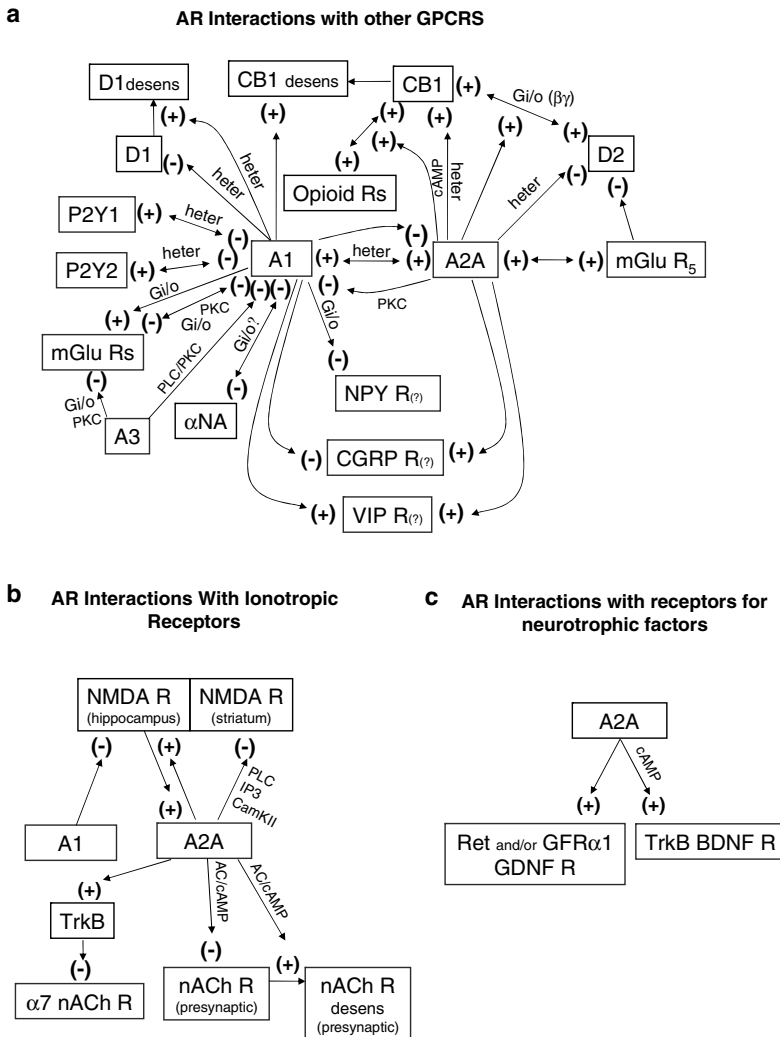 a
AR Interactions with other GPCRS
D1 desens
CB1 desens
CB1
(+)
Gi/o (βγ)
(+)
(+)
(+)
(+)
(+)
(+)
(+)
D1
(-)
heter
heter
(+)
Opioid Rs
cAMP
heter
heter
(-)
D2
(-)
P2Y1
(+)
heter
(-)
P2Y2
(+)
heter
(-)
A1
(+)
heter
(+)
(-)
A2A
(+)
(+)
mGlu R5
Gi/o
(+)
(-)
PKC
Gi/o
(-)
(-)
(-)
(-)
PKC
Gi/o
mGlu Rs
(-)
PLC/PKC
Gi/o?
(-)
(-)
Gi/o
PKC
A3
αNA
NPY R(?)
(-)
CGRP R(?)
(+)
(+)
VIP R(?)
(+)
b
AR Interactions With Ionotropic
Receptors
NMDA R
(hippocampus)
NMDA R
(striatum)
(-)
(+)
(-)
(+)
PLC
IP3
CamKII
A1
A2A
(+)
AC/cAMP
AC/cAMP
TrkB
(-)
(-)
(+)
α7 nACh R
nACh R
(presynaptic)
nACh R
desens
(presynaptic)
c
AR Interactions with receptors for
neurotrophic factors
A2A
cAMP
(+)
(+)
Ret and/or GFRα1
GDNF R
TrkB BDNF R